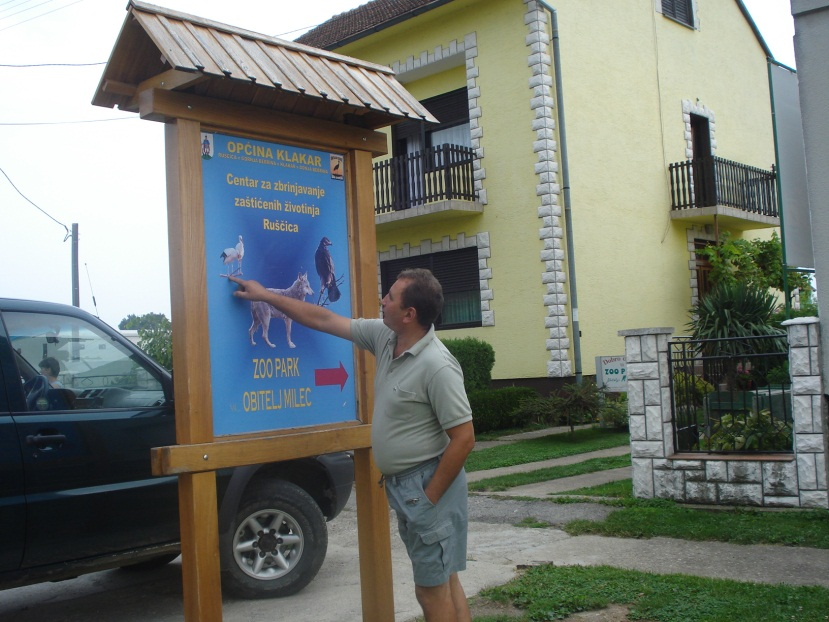 OPĆINA KLAKAR
Centar za zbrinjavanje
zaštićenih životinja
Ruščica
ZOO PARK
OBITELJ MILEC